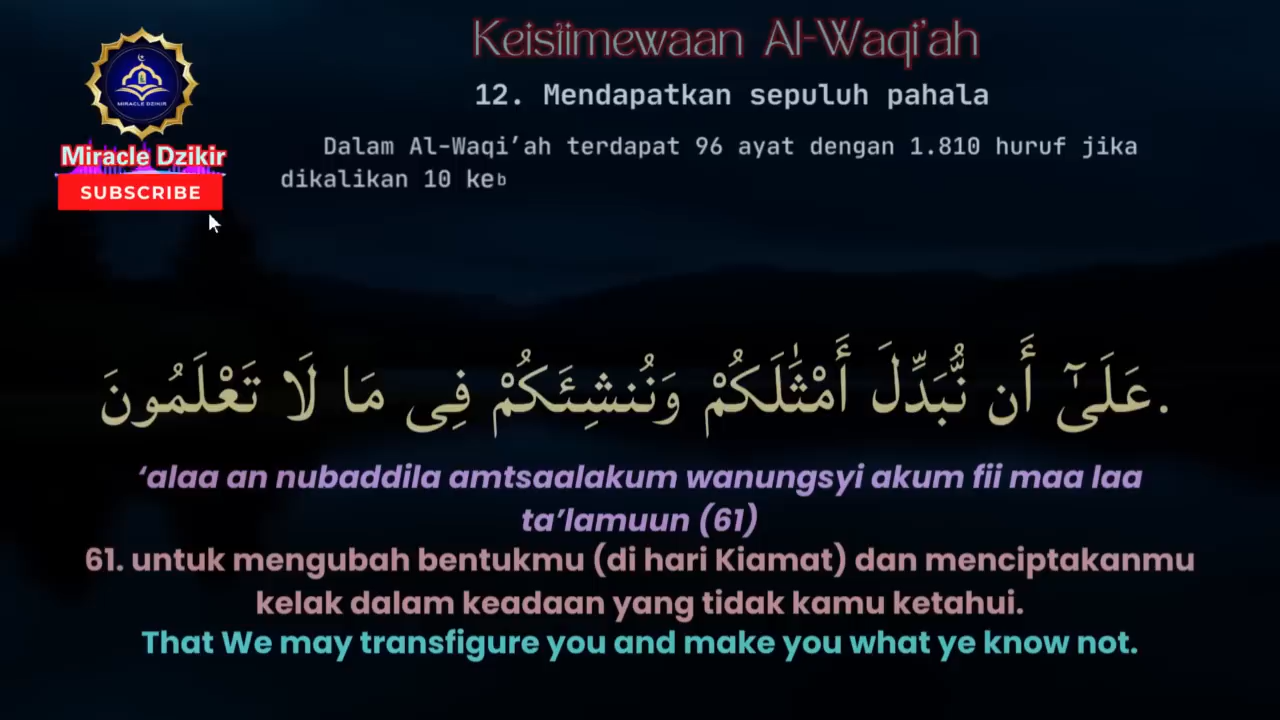 Keistimewaan Al-Waqi'ah
12. Mendapatkan sepuluh pahala
Dalam Al-Waqi'ah terdapat 96 ayat dengan 1.810 huruf jika
dikalikan 10 keb
MIRACLE DZIKIR
Miracle Dzikir
SUBSCRIBE
عَلَىٰٓ أَن نُّبَدِّلَ أَمْثَٰلَكُمْ وَنُنشِئَكُمْ فِى مَا لَا تَعْلَمُونَ.
‘alaa an nubaddila amtsaalakum wanungsyi akum fii maa laa
ta’lamuun (61)
61. untuk mengubah bentukmu (di hari Kiamat) dan menciptakanmu
kelak dalam keadaan yang tidak kamu ketahui.
That We may transfigure you and make you what ye know not.